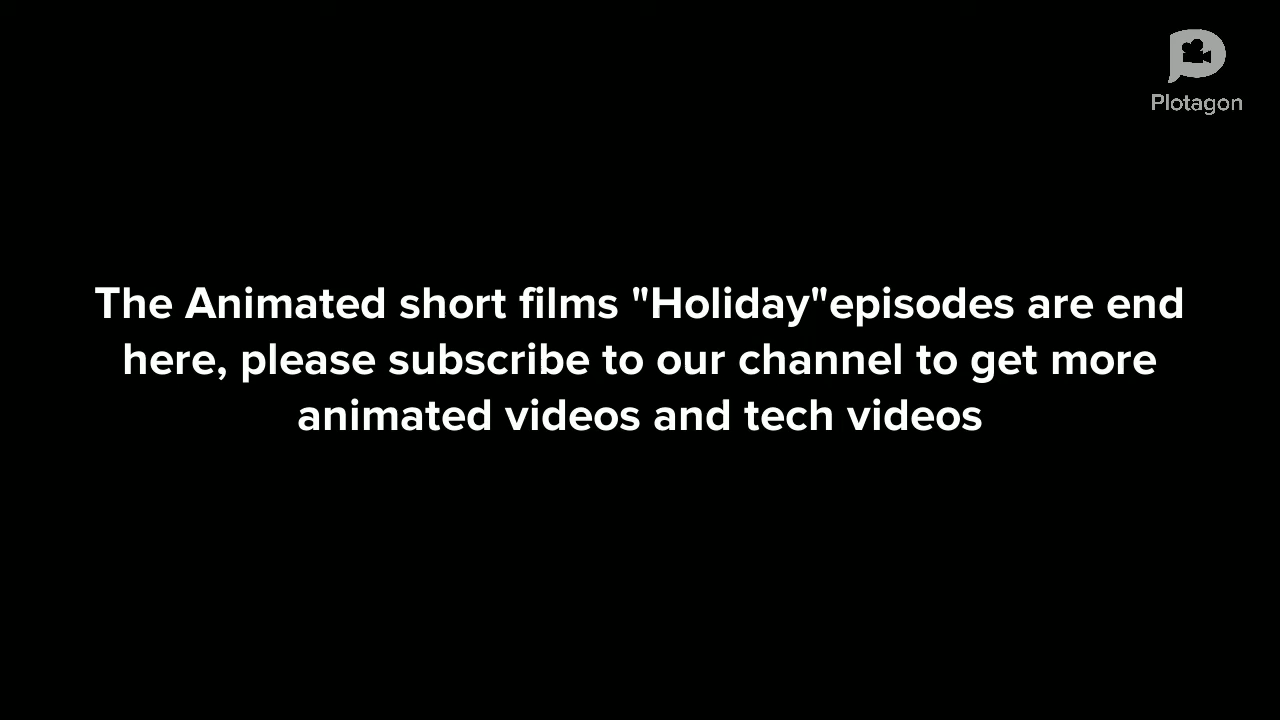 Plotagon
The Animated short films "Holiday"episodes are end
here, please subscribe to our channel to get more
animated videos and tech videos